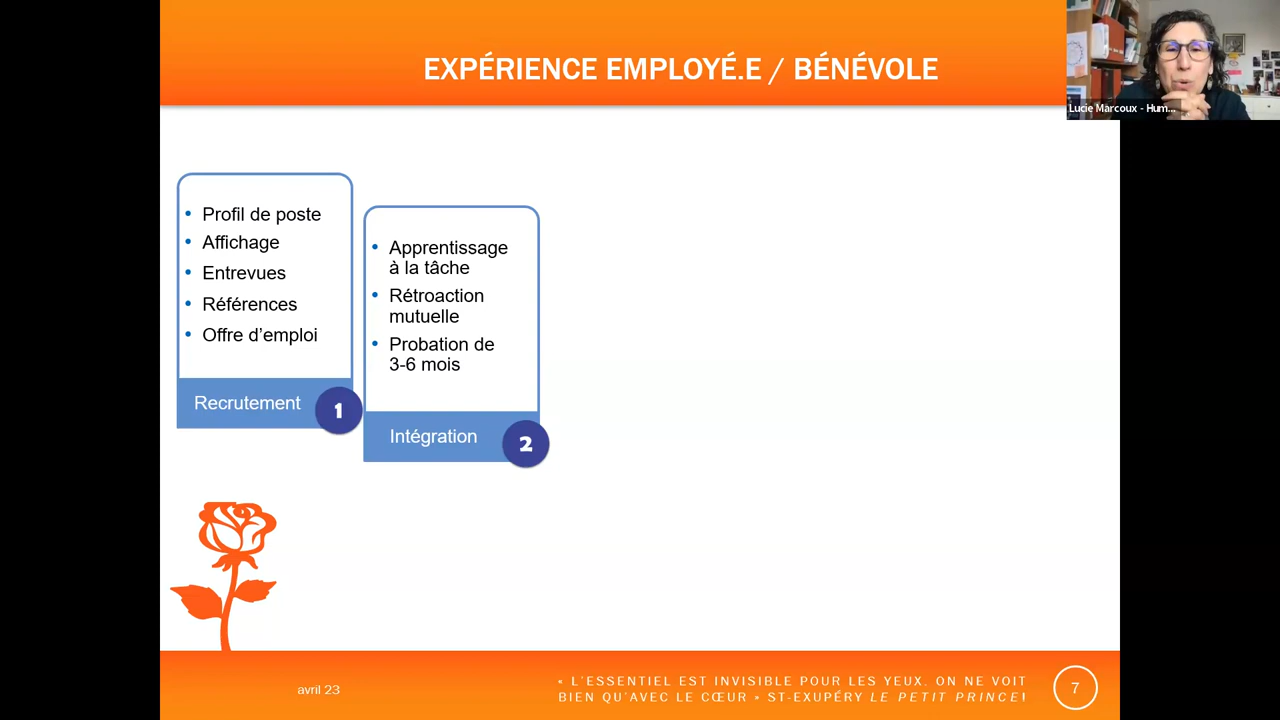 EXPÉRIENCE EMPLOYÉ.E / BÉNÉVOLE
Lucie Marcoux - Hum...
• Profil de poste
• Affichage
• Entrevues
• Références
• Offre d’emploi
Recrutement
1
• Apprentissage
à la tâche
• Rétroaction
mutuelle
• Probation de
3-6 mois
Intégration
2
avril 23
« L'ESSENTIEL EST INVISIBLE POUR LES YEUX. ON NE VOIT
BIEN QU'AVEC LE CŒUR » ST-EXUPÉRY LE PETIT PRINCE!
7